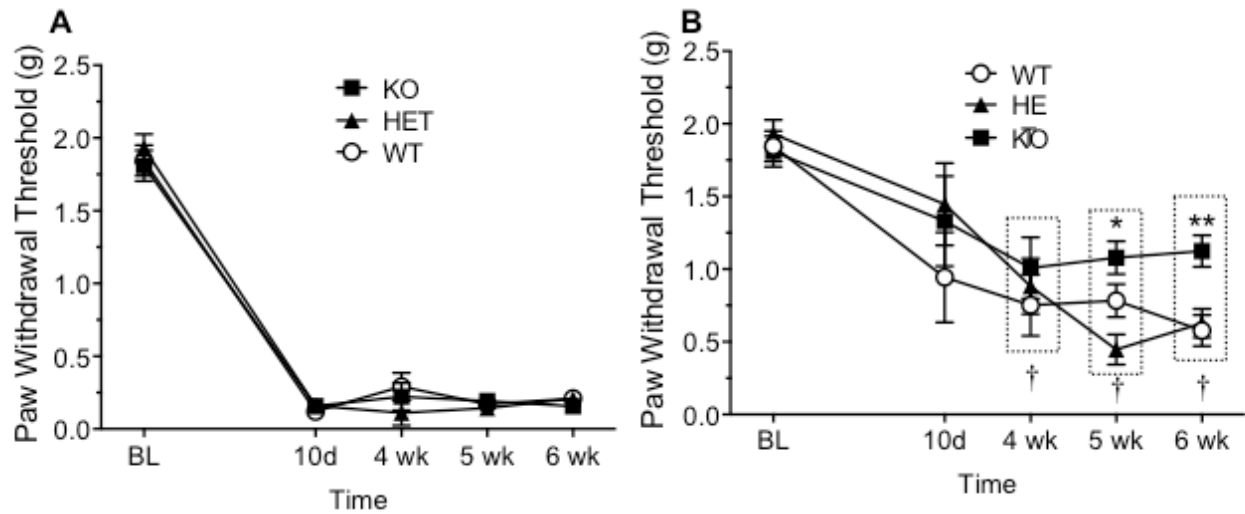 A
Paw Withdrawal Threshold (g)
2.5
2.0
1.5
1.0
0.5
0.0
KO
HET
WT
BL
10d
4 wk
5 wk
6 wk
Time
B
Paw Withdrawal Threshold (g)
2.5
2.0
1.5
1.0
0.5
0.0
WT
HE
T
KO
*
**
†
†
†
BL
10d
4 wk
5 wk
6 wk
Time